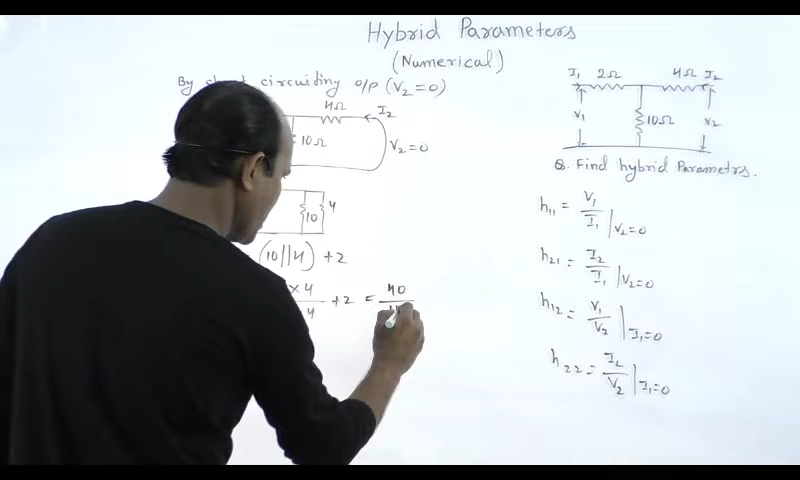 Hybrid Parameters
(Numerical)
By circuiting o/p (V2=0)
4Ω I2
10Ω
V2=0
10 4
(10||4) + 2
×4/4 +2 = 40/
I1 2Ω 4Ω I2
V1 10Ω V2
Q. Find hybrid Parametrs.
h11 = V1/I1 |V2=0
h21 = I2/I1 |V2=0
h12 = V1/V2 |I1=0
h22 = I2/V2 |I1=0